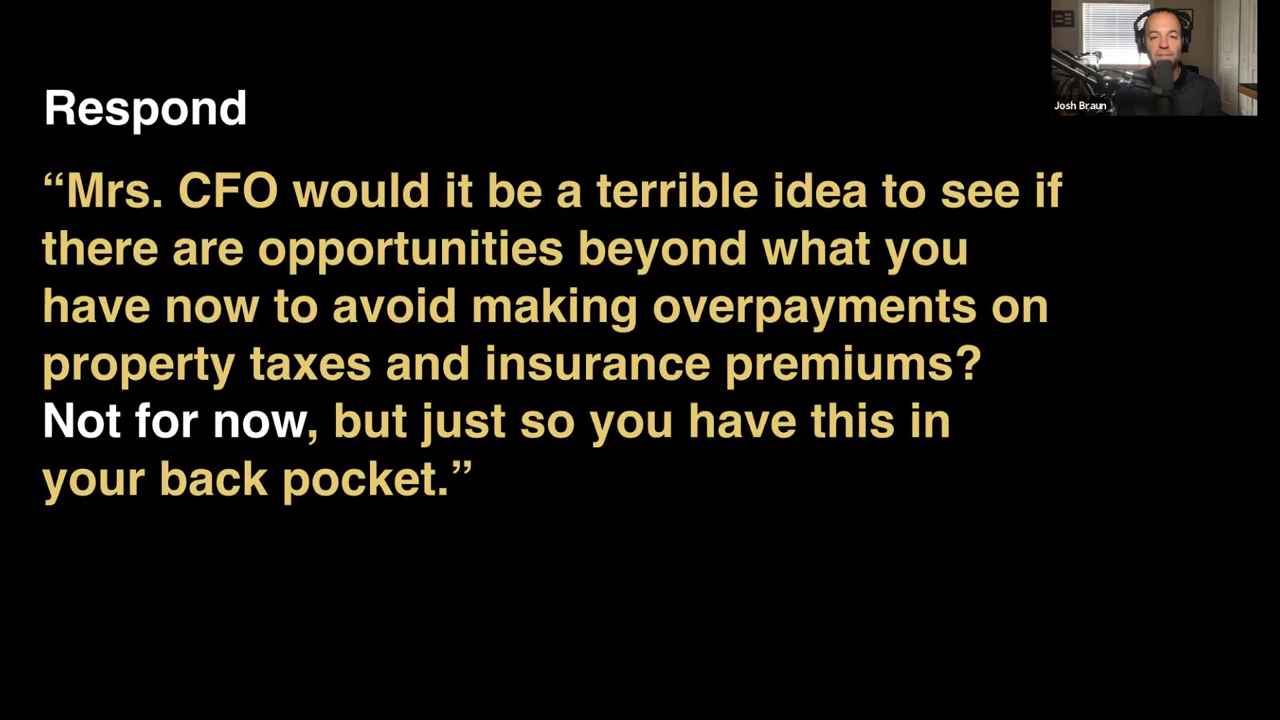 Respond
“Mrs. CFO would it be a terrible idea to see if
there are opportunities beyond what you
have now to avoid making overpayments on
property taxes and insurance premiums?
Not for now, but just so you have this in
your back pocket.”
Josh Braun